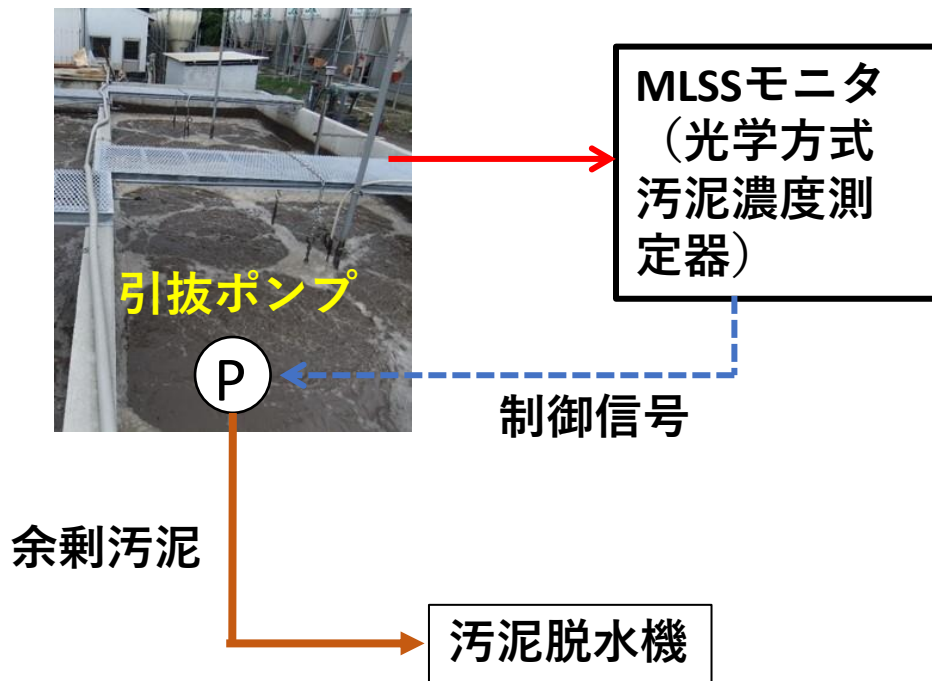 MLSSモニタ
（光学方式
汚泥濃度測
定器）
引抜ポンプ
P
制御信号
余剰汚泥
汚泥脱水機